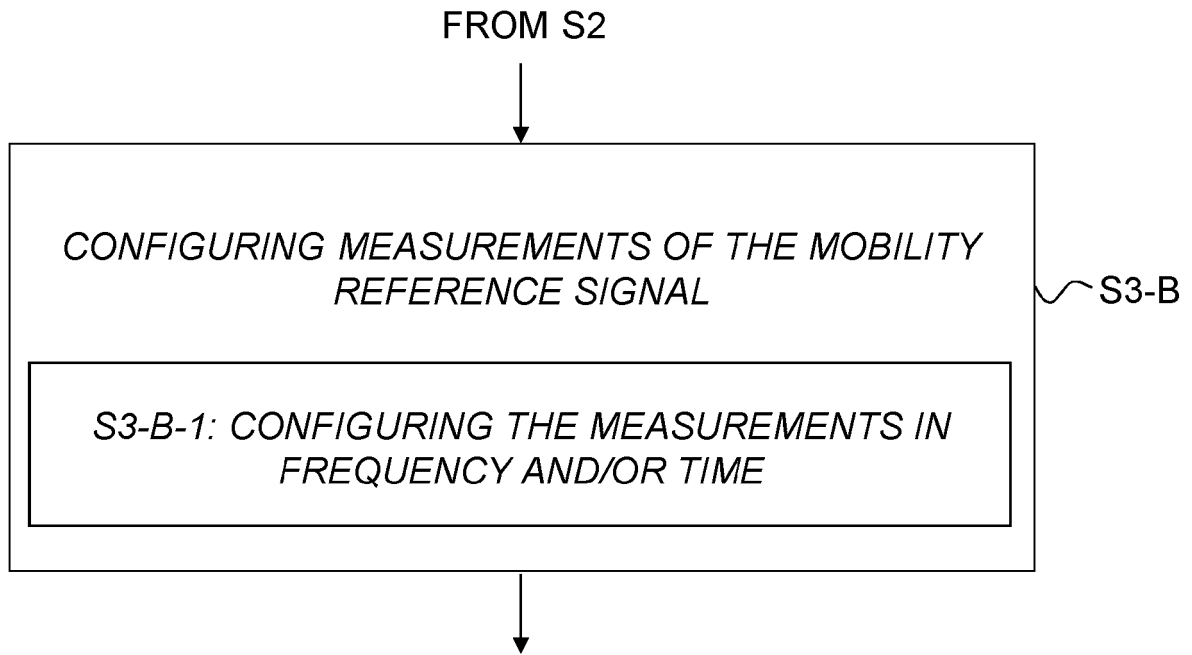 FROM S2
CONFIGURING MEASUREMENTS OF THE MOBILITY
REFERENCE SIGNAL
S3-B
S3-B-1: CONFIGURING THE MEASUREMENTS IN
FREQUENCY AND/OR TIME